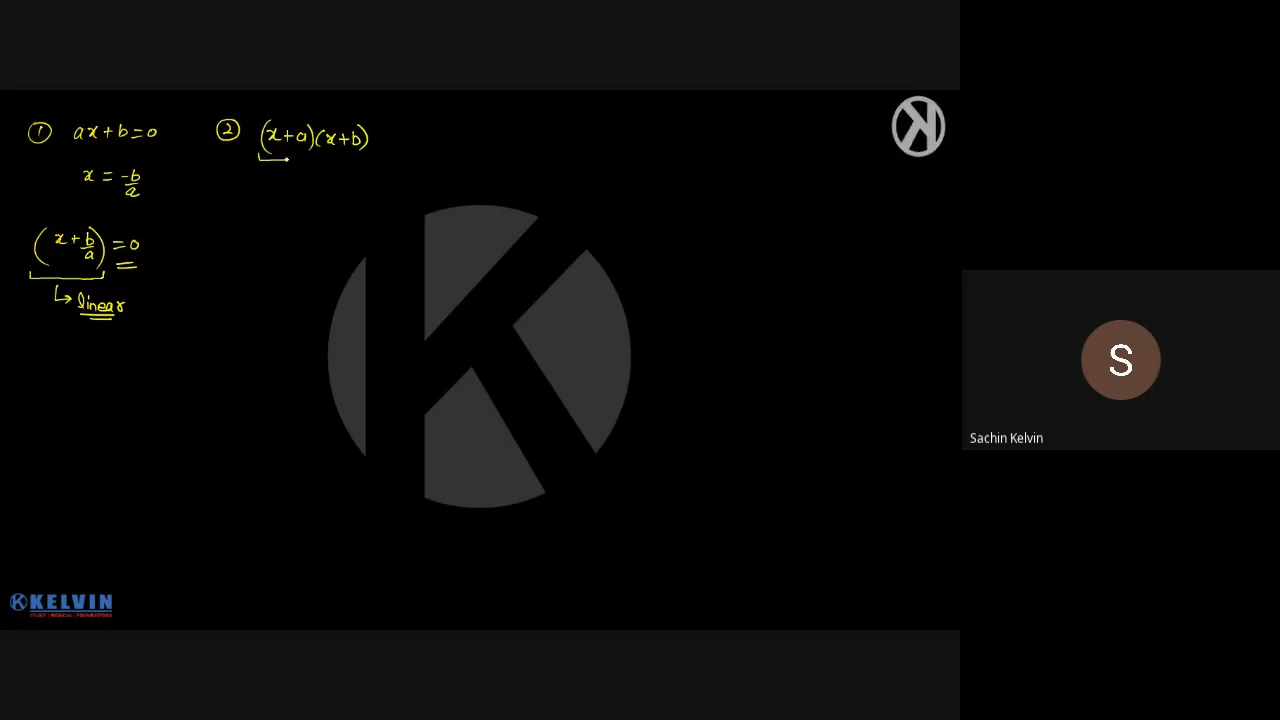 ① ax+b=0
x = -b/a
(x + b/a) = 0
↳ linear
② (x+a)(x+b)
S
Sachin Kelvin
KELVIN